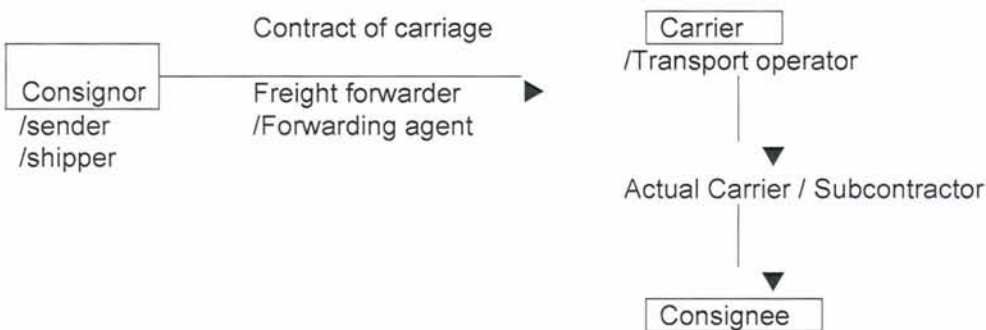 Contract of carriage
Carrier
/Transport operator
Consignor
/sender
/shipper
Freight forwarder
/Forwarding agent
Actual Carrier / Subcontractor
Consignee